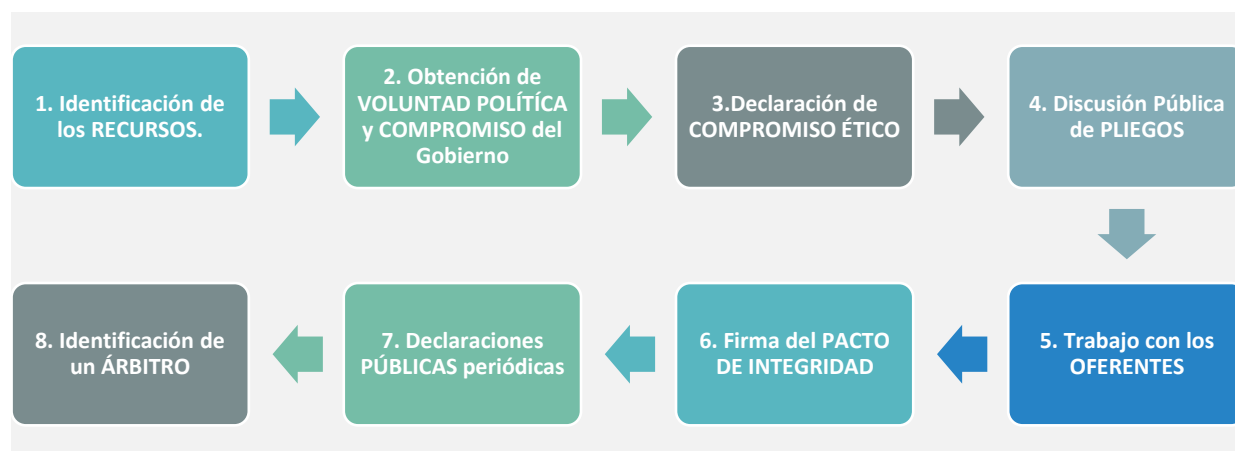 1. Identificación de
los RECURSOS.
2. Obtención de
VOLUNTAD POLÍTÍCA
y COMPROMISO del
Gobierno
3.Declaración de
COMPROMISO ÉTICO
4. Discusión Pública
de PLIEGOS
5. Trabajo con los
OFERENTES
6. Firma del PACTO
DE INTEGRIDAD
7. Declaraciones
PÚBLICAS periódicas
8. Identificación de
un ÁRBITRO